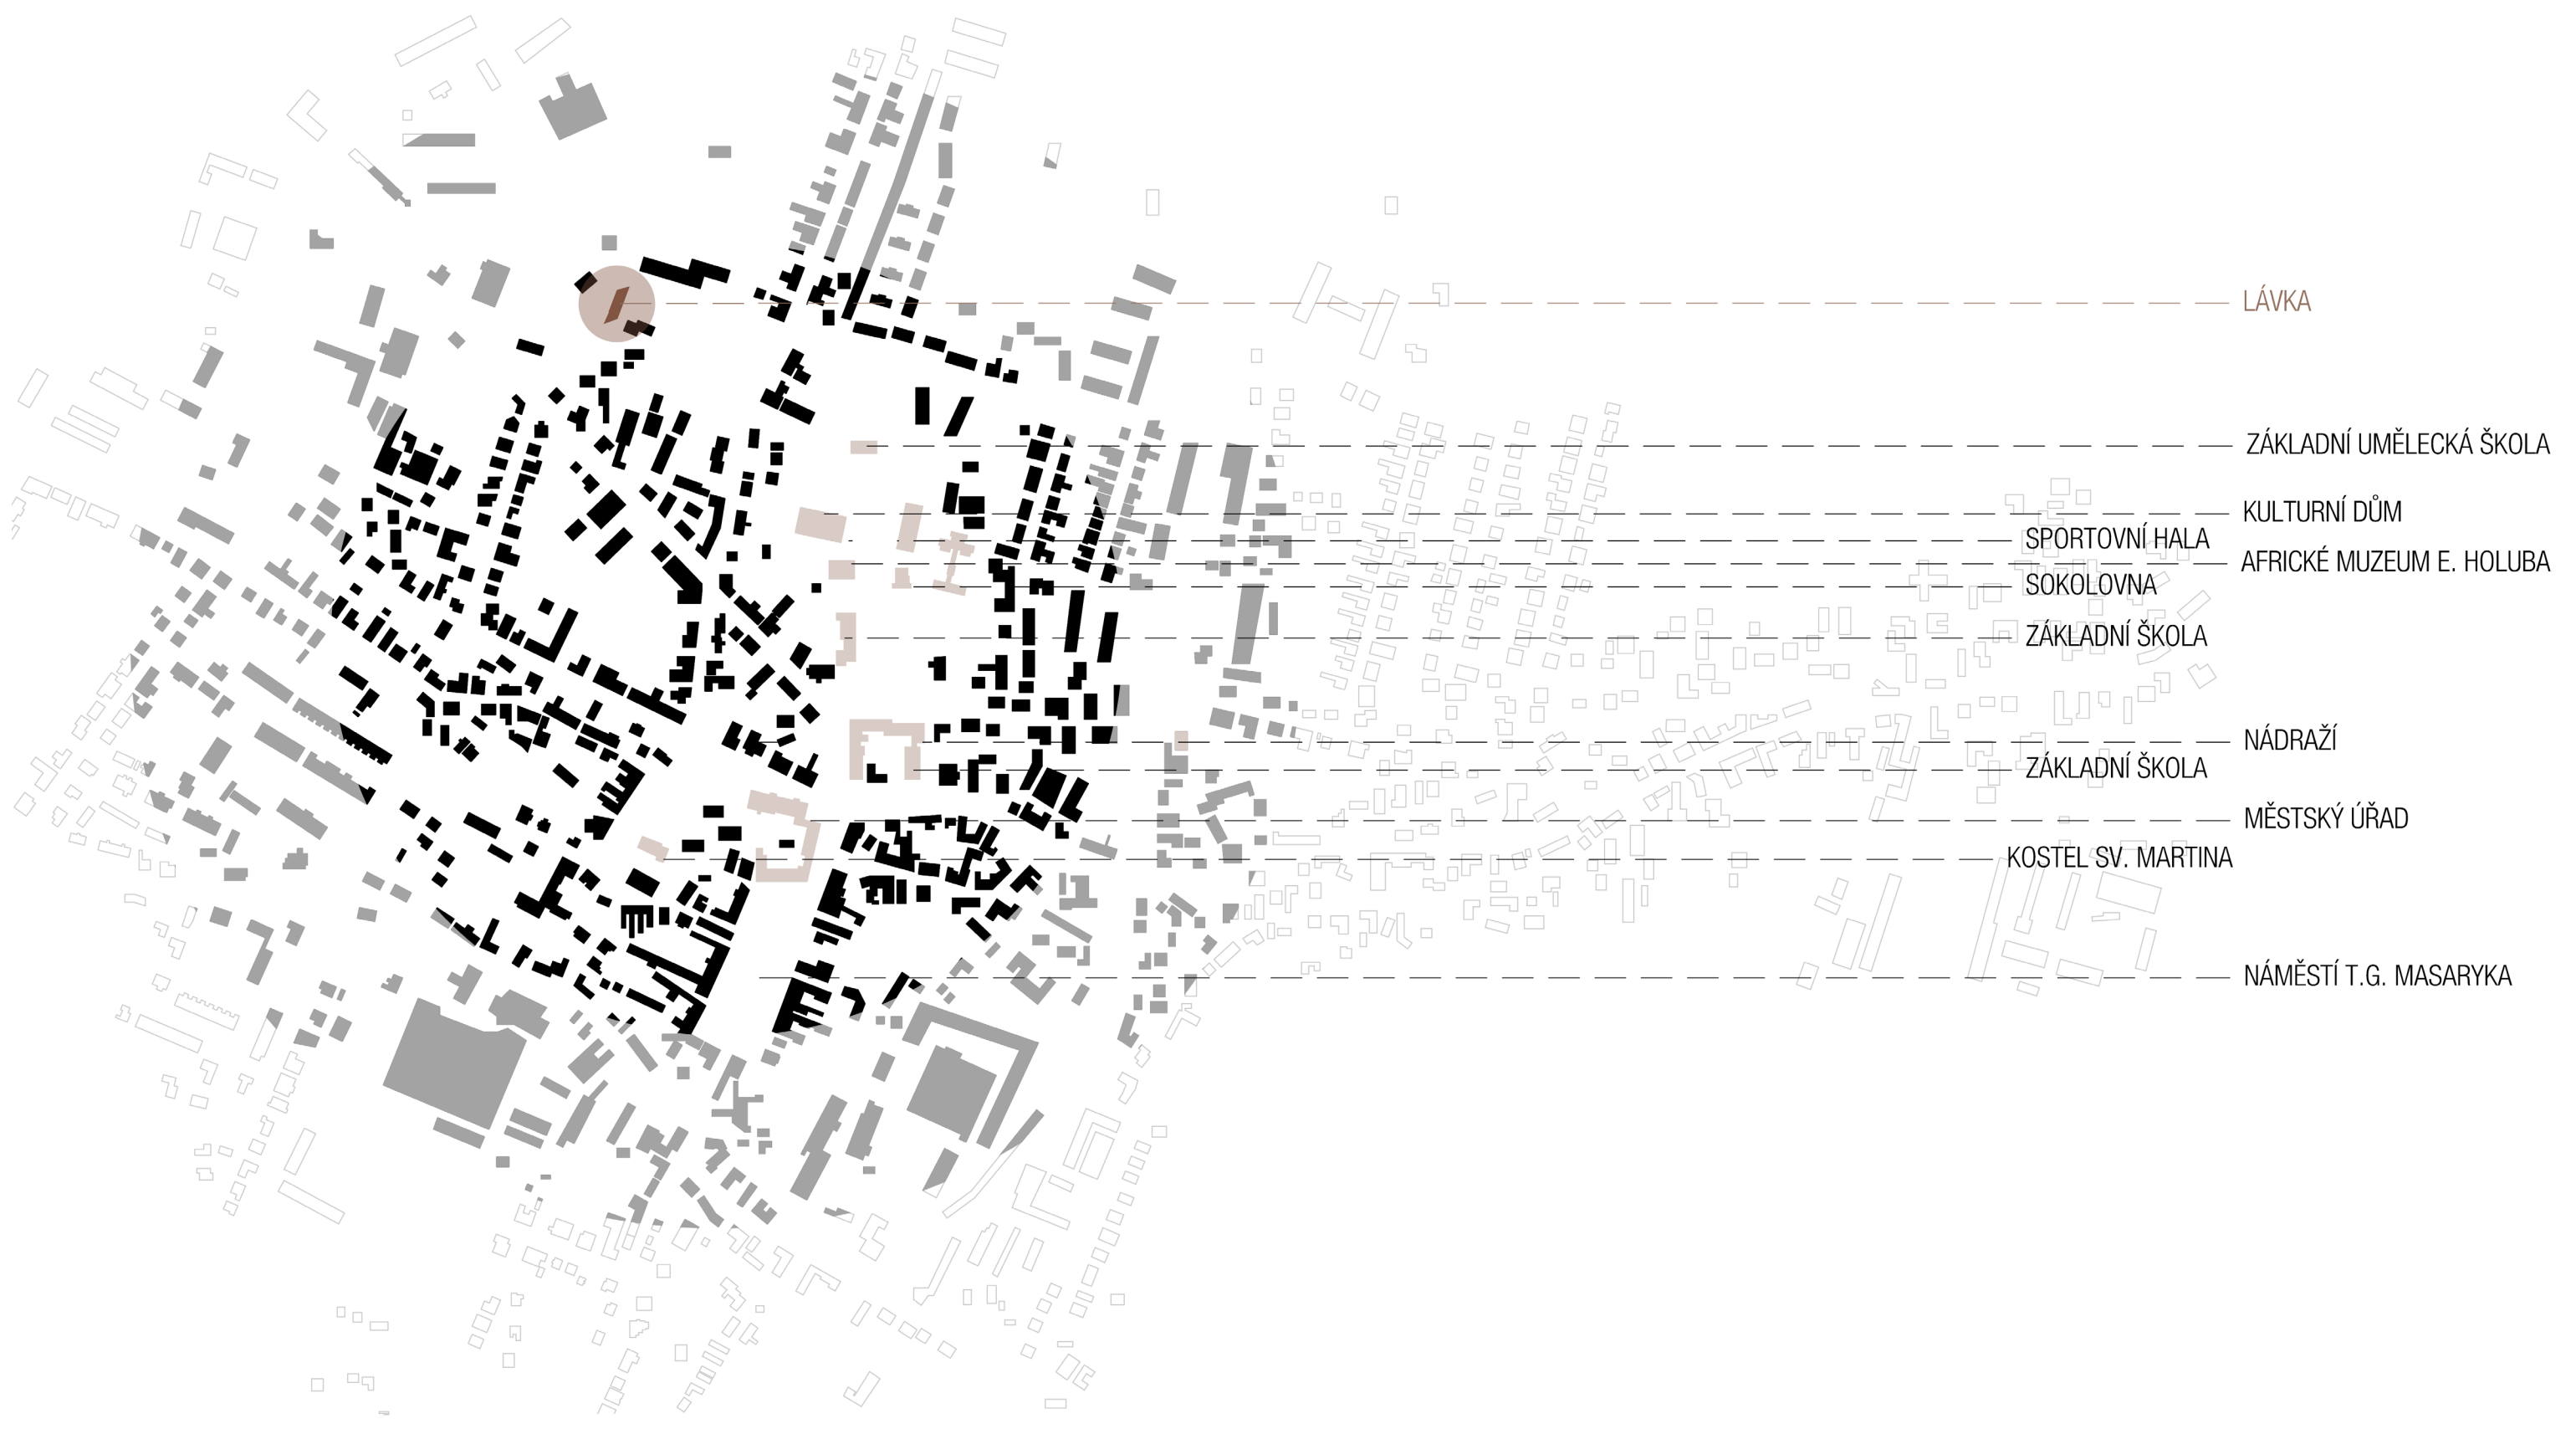 LÁVKA
ZÁKLADNÍ UMĚLECKÁ ŠKOLA
KULTURNÍ DŮM
SPORTOVNÍ HALA
AFRICKÉ MUZEUM E. HOLUBA
SOKOLOVNA
ZÁKLADNÍ ŠKOLA
NÁDRAŽÍ
ZÁKLADNÍ ŠKOLA
MĚSTSKÝ ÚŘAD
KOSTEL SV. MARTINA
NÁMĚSTÍ T.G. MASARYKA